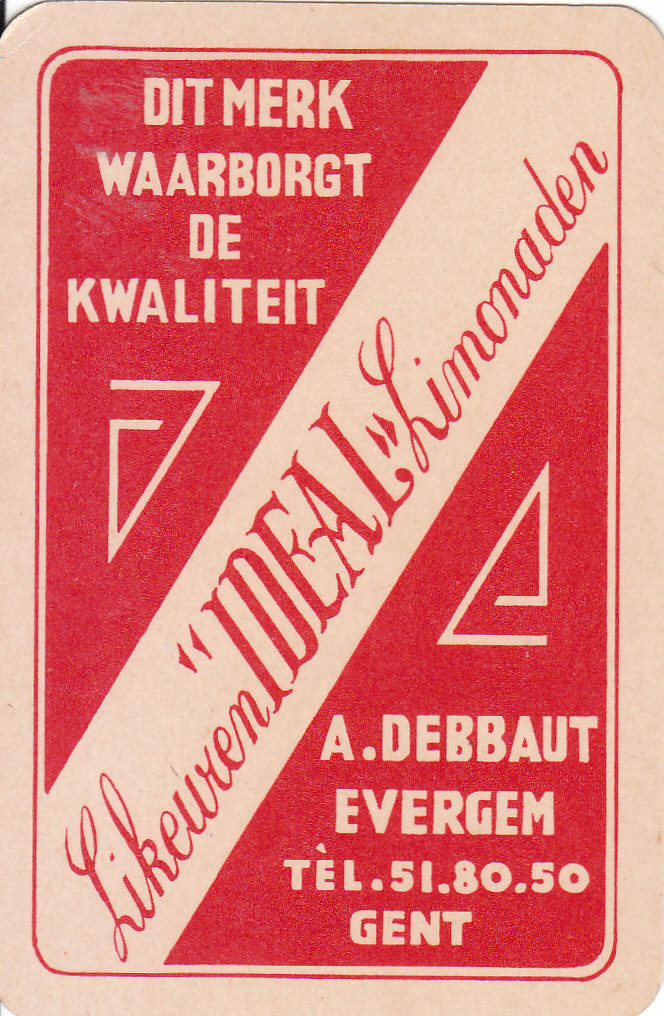 DIT MERK
WAARBORGT
DE
KWALITEIT
Likeuren "IDEAL" Limonaden
A. DEBBAUT
EVERGEM
TÈL. 51.80.50
GENT